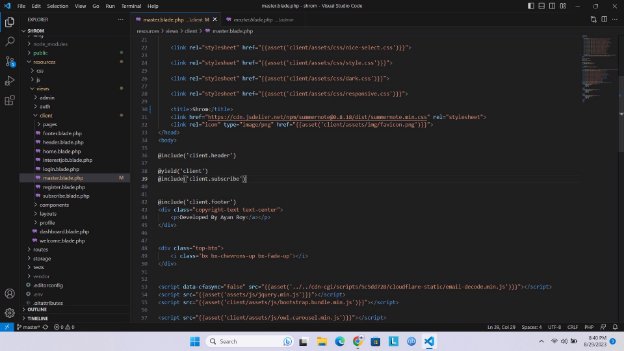 File Edit Selection View Go Run Terminal Help
master.blade.php - shrom - Visual Studio Code
EXPLORER
SHROM
node_modules
public
resources
css
js
views
admin
auth
client
pages
footer.blade.php
header.blade.php
home.blade.php
interestjob.blade.php
login.blade.php
master.blade.php M
register.blade.php
subscribe.blade.php
components
layouts
profile
dashboard.blade.php
welcome.blade.php
routes
storage
tests
vendor
.editorconfig
.env
.gitattributes
OUTLINE
TIMELINE
master.blade.php ...\client M
master.blade.php
resources > views > client > master.blade.php
21
22 <link rel="stylesheet" href="{{asset('client/assets/css/nice-select.css')}}">
23
24 <link rel="stylesheet" href="{{asset('client/assets/css/style.css')}}">
25
26 <link rel="stylesheet" href="{{asset('client/assets/css/dark.css')}}">
27
28 <link rel="stylesheet" href="{{asset('client/assets/css/responsive.css')}}">
29
30 <title>Shrom</title>
31 <link href="https://cdn.jsdelivr.net/npm/summernote@0.8.18/dist/summernote.min.css" rel="stylesheet">
32 <link rel="icon" type="image/png" href="{{asset('client/assets/img/favicon.png')}}">
33 </head>
34 <body>
35
36 @include('client.header')
37
38 @yield('client')
39 @include('client.subscribe')
40
41
42 @include('client.footer')
43 <div class="copyright-text text-center">
44 <p>Developed By Ayan Roy</a></p>
45 </div>
46
47
48 <div class="top-btn">
49 <i class='bx bx-chevrons-up bx-fade-up'></i>
50 </div>
51
52
53 <script data-cfasync="false" src="{{asset('../../cdn-cgi/scripts/5c5dd728/cloudflare-static/email-decode.min.js')}}"></script>
54 <script src="{{asset('assets/js/jquery.min.js')}}"></script>
55 <script src="{{asset('client/assets/js/bootstrap.bundle.min.js')}}"></script>
56
57 <script src="{{asset('client/assets/js/owl.carousel.min.js')}}"></script>
master*
0 0
Ln 39, Col 29 Spaces: 4 UTF-8 CRLF PHP
Search
8:40 PM
8/25/2023